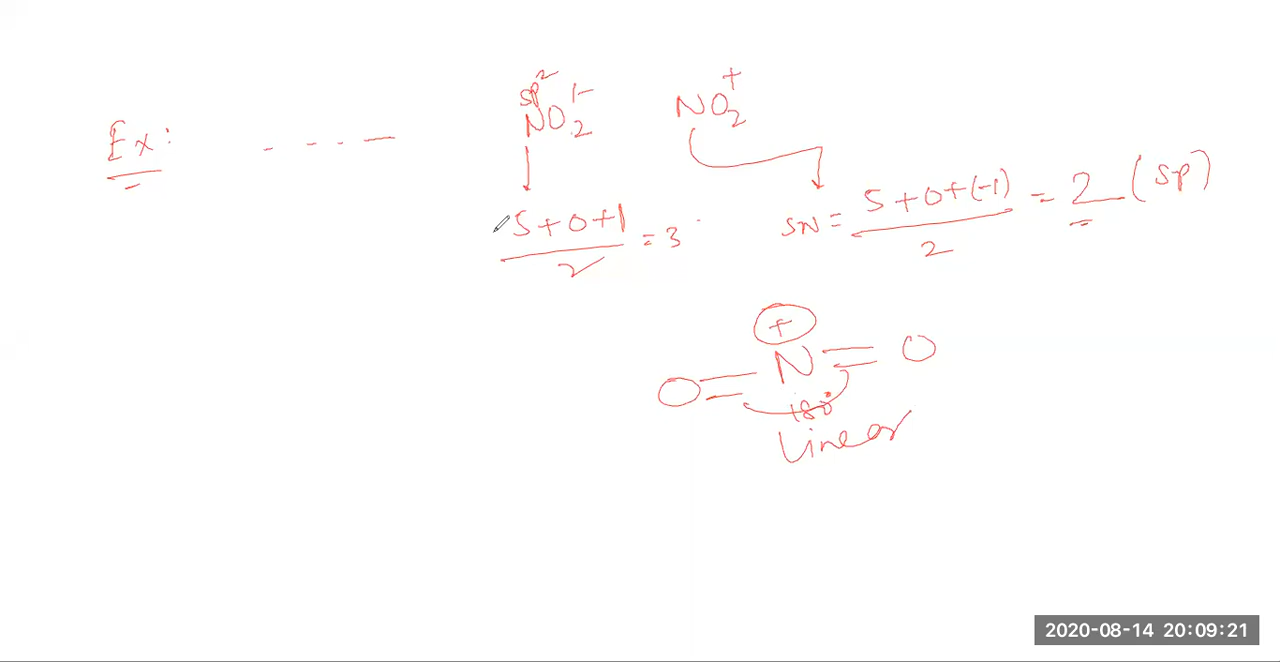 Ex: - - - —
sp²
NO₂¹⁻
NO₂⁺
5+0+1/2 = 3
SN = 5+0+(-1)/2 = 2 (sp)
+
O=N=O
180°
Linear
2020-08-14 20:09:21